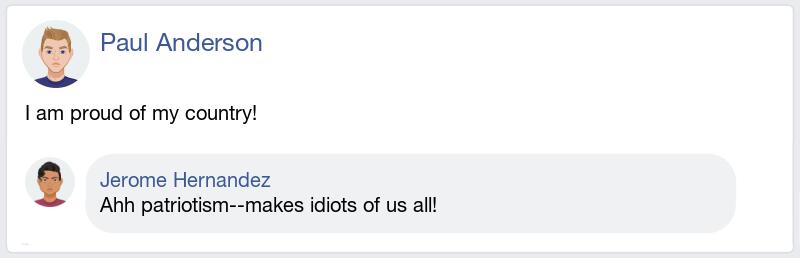 Paul Anderson
I am proud of my country!
Jerome Hernandez
Ahh patriotism--makes idiots of us all!